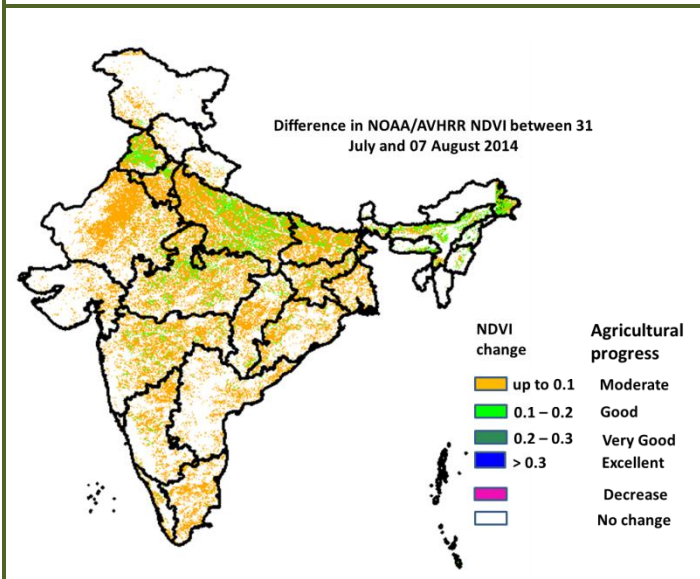 Difference in NOAA/AVHRR NDVI between 31
July and 07 August 2014
NDVI
change
Agricultural
progress
up to 0.1 Moderate
0.1 – 0.2 Good
0.2 – 0.3 Very Good
> 0.3 Excellent
Decrease
No change